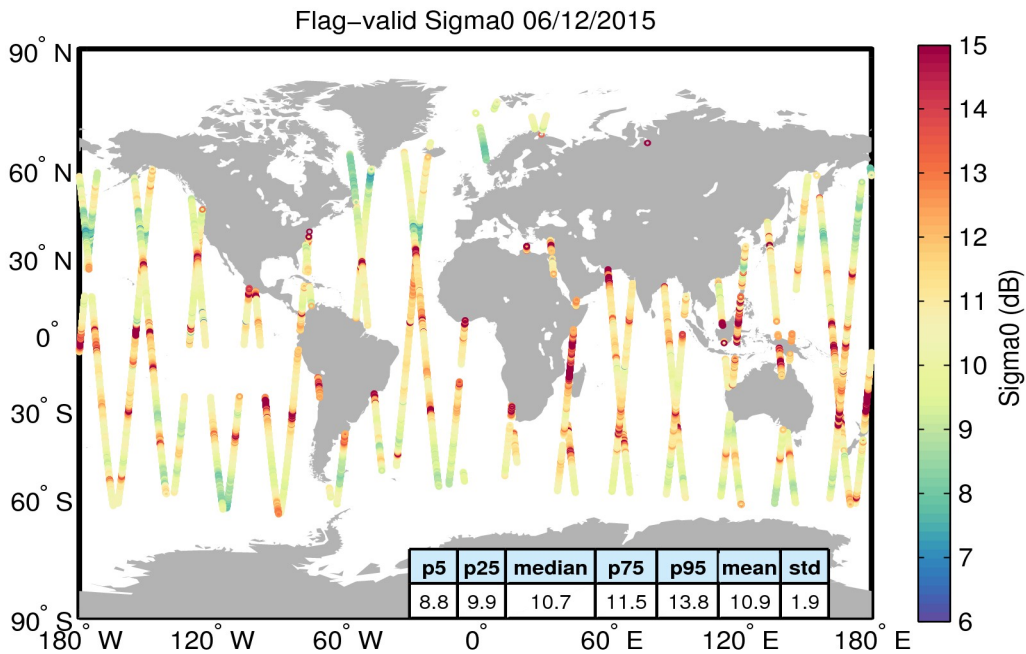 Flag−valid Sigma0 06/12/2015
90° N
60° N
30° N
0°
30° S
60° S
90° S
180° W
120° W
60° W
0°
60° E
120° E
180° E
p5 p25 median p75 p95 mean std
8.8 9.9 10.7 11.5 13.8 10.9 1.9
15
14
13
12
11
10
9
8
7
6
Sigma0 (dB)